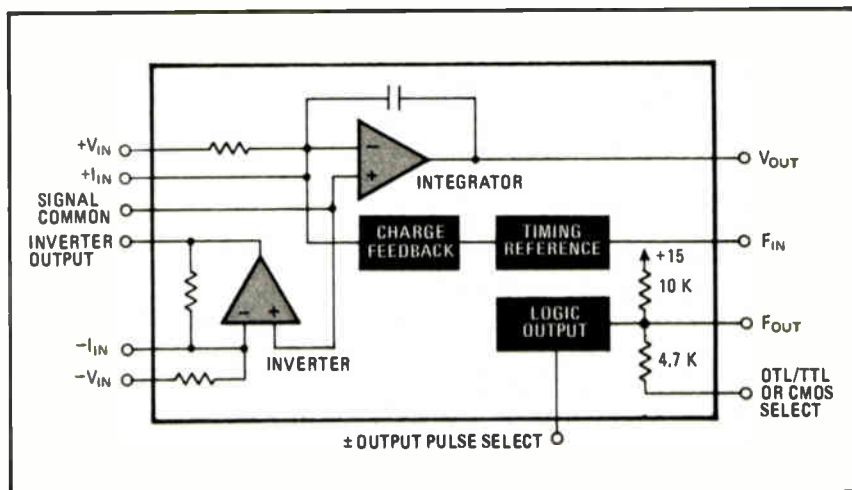 +VIN
+IIN
SIGNAL
COMMON
INVERTER
OUTPUT
-IIN
-VIN
INTEGRATOR
INVERTER
CHARGE
FEEDBACK
TIMING
REFERENCE
LOGIC
OUTPUT
+15
10 K
4.7 K
VOUT
FIN
FOUT
OTL/TTL
OR CMOS
SELECT
± OUTPUT PULSE SELECT